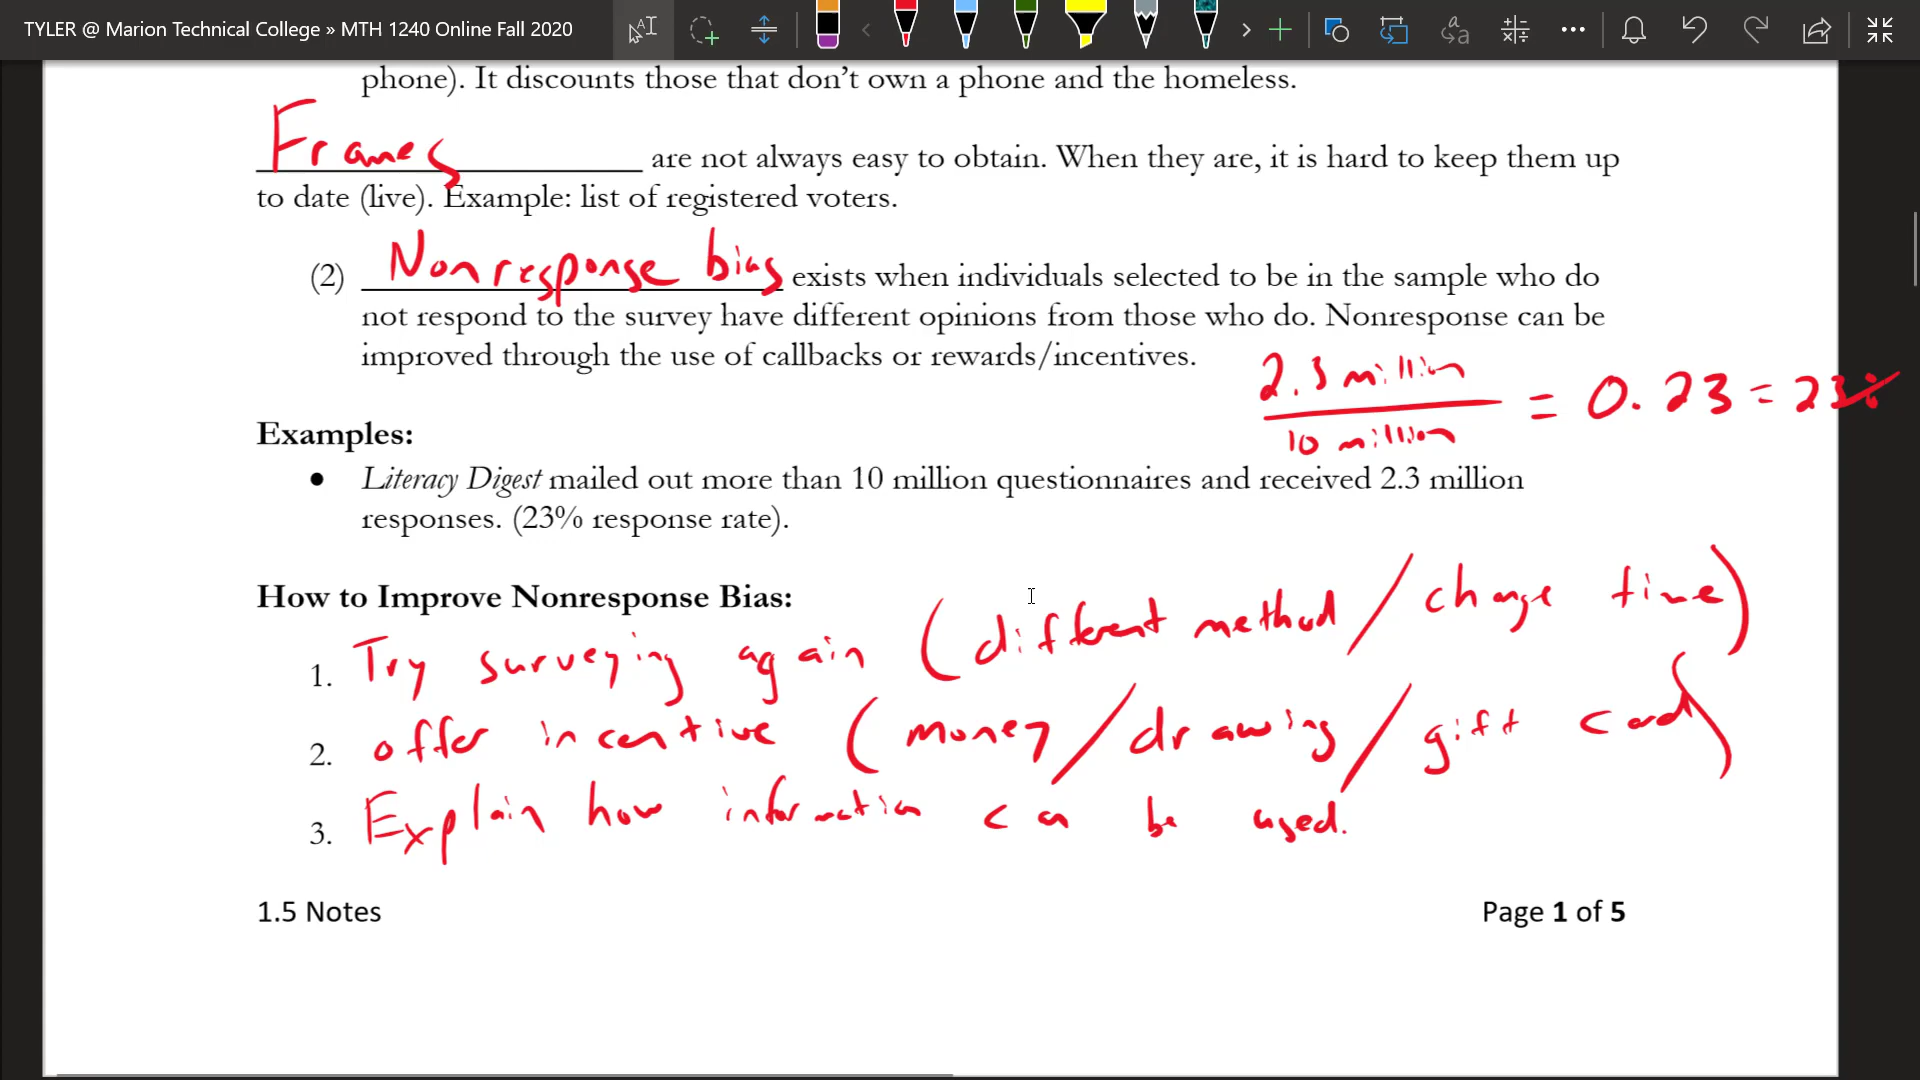 TYLER @ Marion Technical College » MTH 1240 Online Fall 2020
phone). It discounts those that don’t own a phone and the homeless.
Frames are not always easy to obtain. When they are, it is hard to keep them up
to date (live). Example: list of registered voters.
(2) Nonresponse bias exists when individuals selected to be in the sample who do
not respond to the survey have different opinions from those who do. Nonresponse can be
improved through the use of callbacks or rewards/incentives.
2.3 million
= 0.23 = 23%
10 million
Examples:
• Literacy Digest mailed out more than 10 million questionnaires and received 2.3 million
responses. (23% response rate).
How to Improve Nonresponse Bias:
1. Try surveying again (different method / change time)
2. offer incentive (money/drawing/gift card)
3. Explain how information can be used.
1.5 Notes
Page 1 of 5